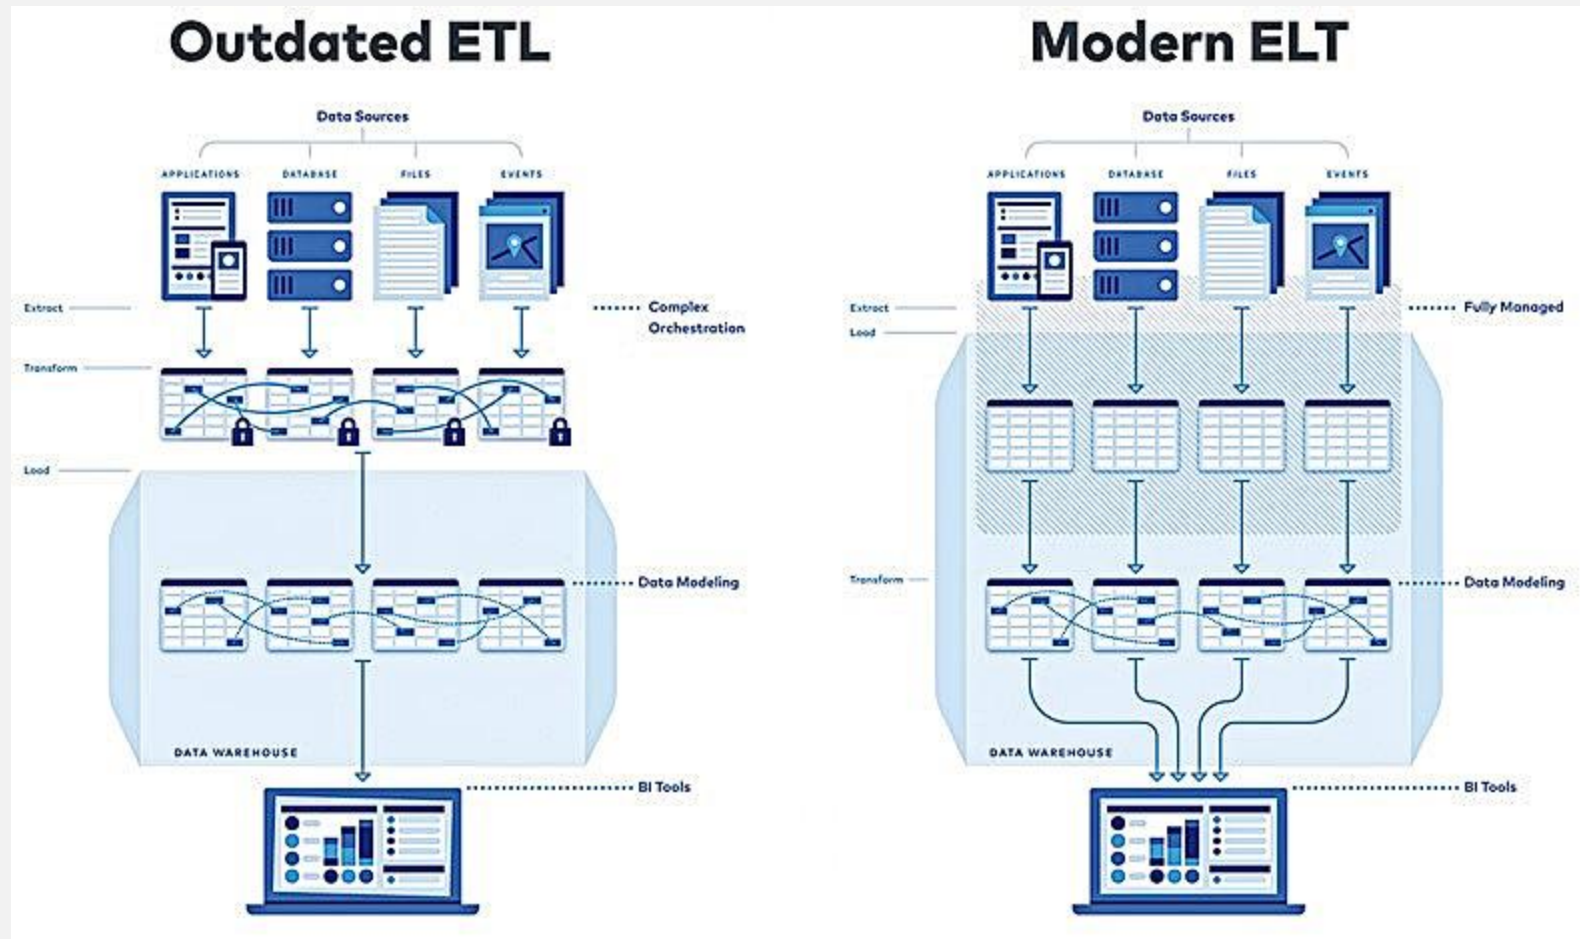 Outdated ETL
Data Sources
APPLICATIONS
DATABASE
FILES
EVENTS
Extract
Complex
Orchestration
Transform
Load
Data Modeling
DATA WAREHOUSE
BI Tools
Modern ELT
Data Sources
APPLICATIONS
DATABASE
FILES
EVENTS
Extract
Fully Managed
Load
Transform
Data Modeling
DATA WAREHOUSE
BI Tools